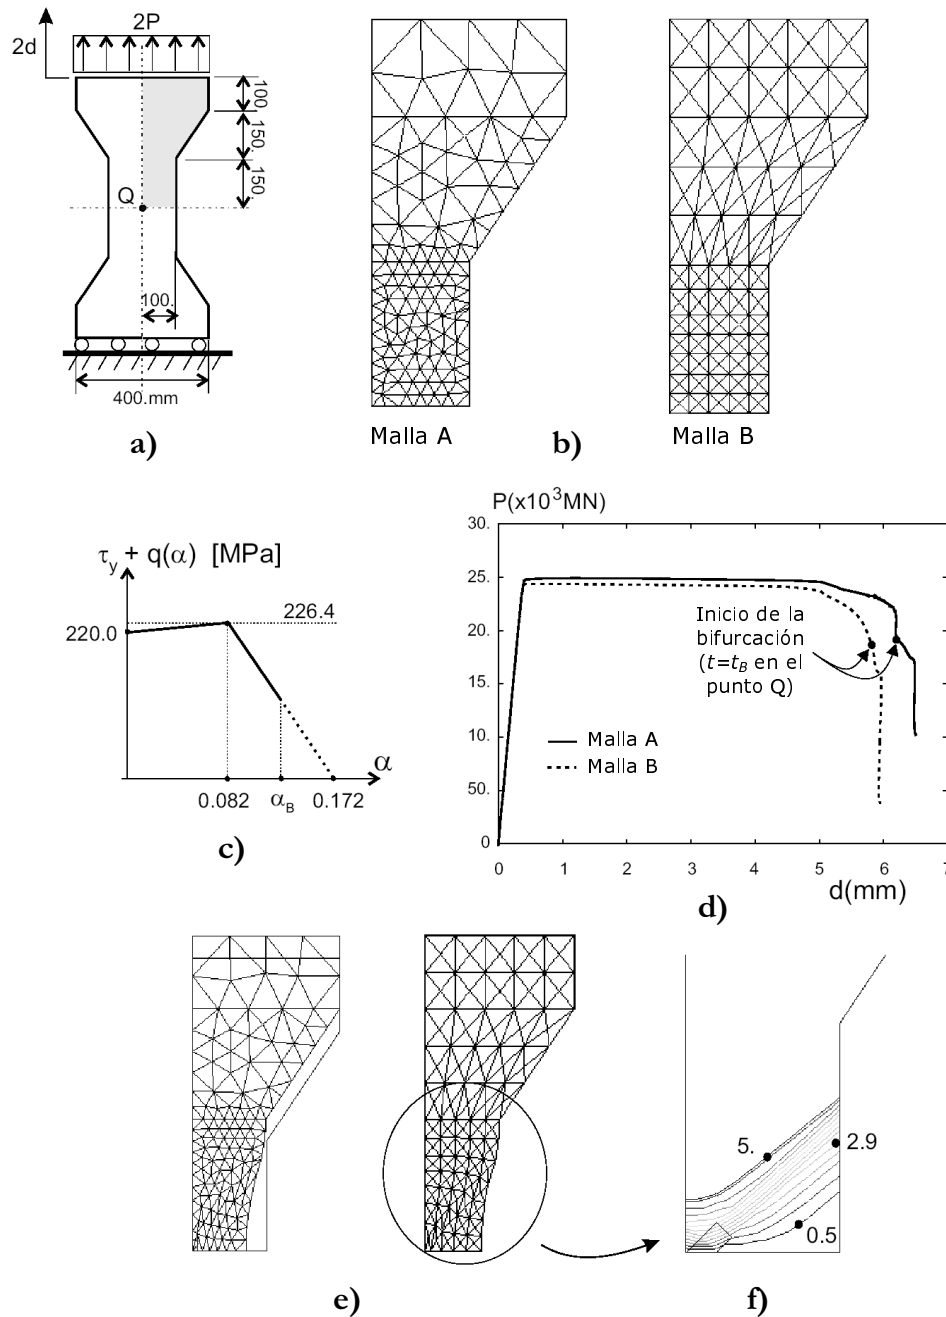 2P
2d
100.
150.
150.
Q
100.
400.mm
a)
Malla A
b)
Malla B
τy + q(α) [MPa]
226.4
220.0
α
0.082
αB
0.172
c)
P(x10³MN)
30.
25.
20.
15.
10.
50.
0
Inicio de la
bifurcación
(t=tB en el
punto Q)
Malla A
Malla B
0 1 2 3 4 5 6 7
d(mm)
d)
e)
5.
2.9
0.5
f)